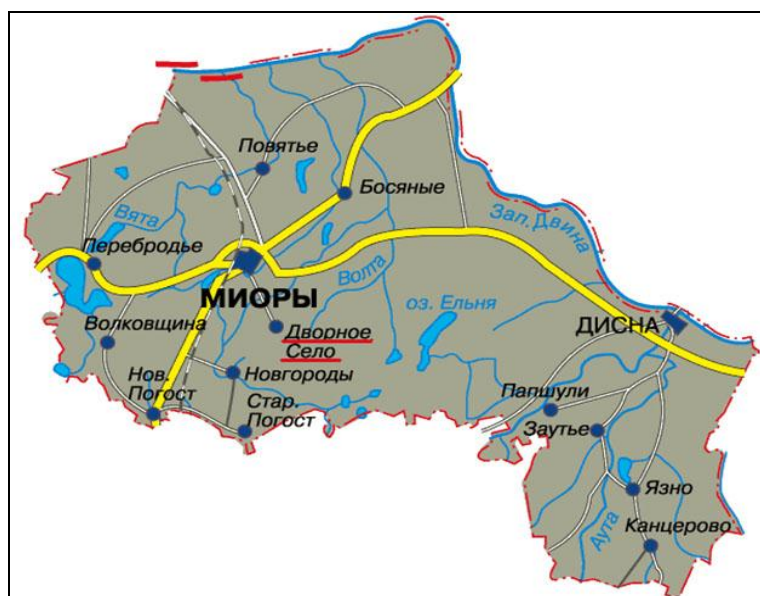 Повятье
Босяные
Вята
Зап. Двина
Перебродье
Волта
МИОРЫ
оз. Ельня
Волковщина
Дворное
Село
ДИСНА
Нов.
Погост
Новгороды
Стар.
Погост
Папшули
Заутье
Язно
Канцерово
Аута